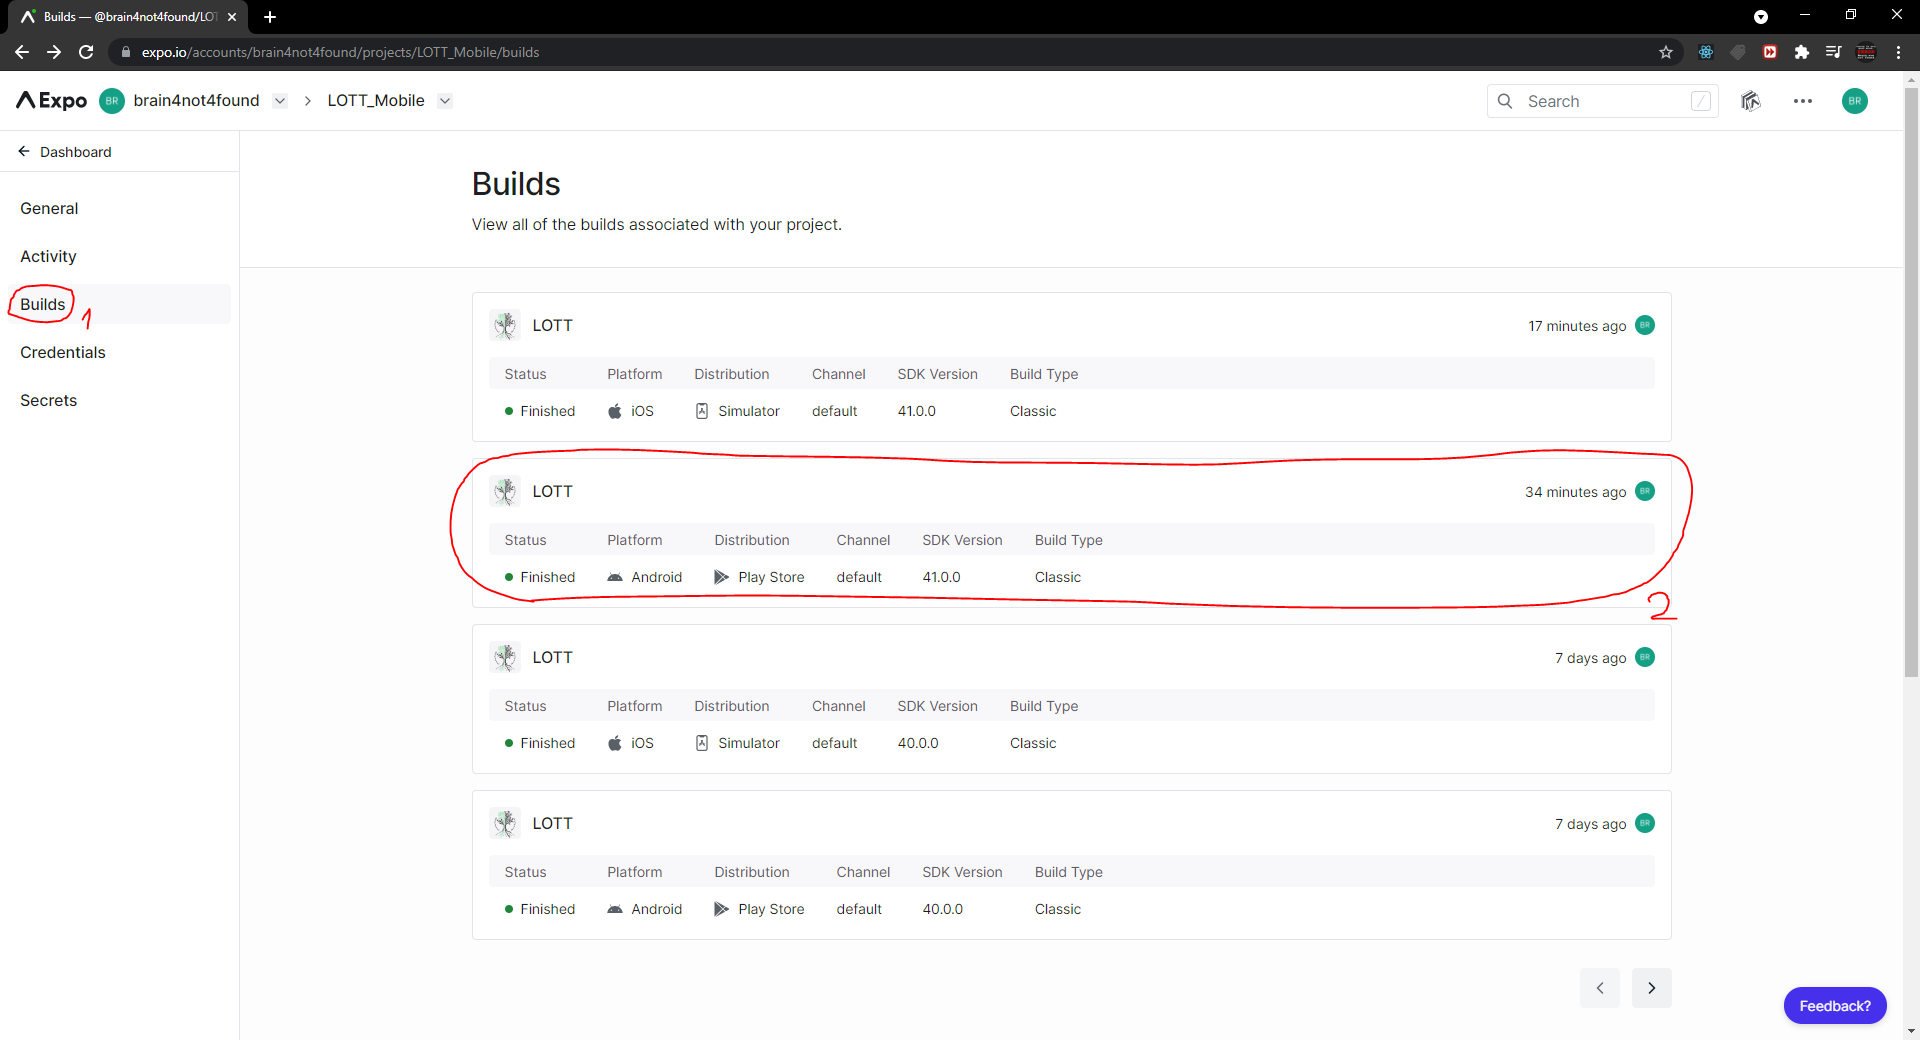 Builds — @brain4not4found/LOT
expo.io/accounts/brain4not4found/projects/LOTT_Mobile/builds
Expo BR brain4not4found LOTT_Mobile Search / BR
Dashboard
General
Activity
Builds 1
Credentials
Secrets
Builds
View all of the builds associated with your project.
LOTT 17 minutes ago BR
Status Platform Distribution Channel SDK Version Build Type
Finished iOS Simulator default 41.0.0 Classic
LOTT 34 minutes ago BR
Status Platform Distribution Channel SDK Version Build Type
Finished Android Play Store default 41.0.0 Classic
2
LOTT 7 days ago BR
Status Platform Distribution Channel SDK Version Build Type
Finished iOS Simulator default 40.0.0 Classic
LOTT 7 days ago BR
Status Platform Distribution Channel SDK Version Build Type
Finished Android Play Store default 40.0.0 Classic
Feedback?